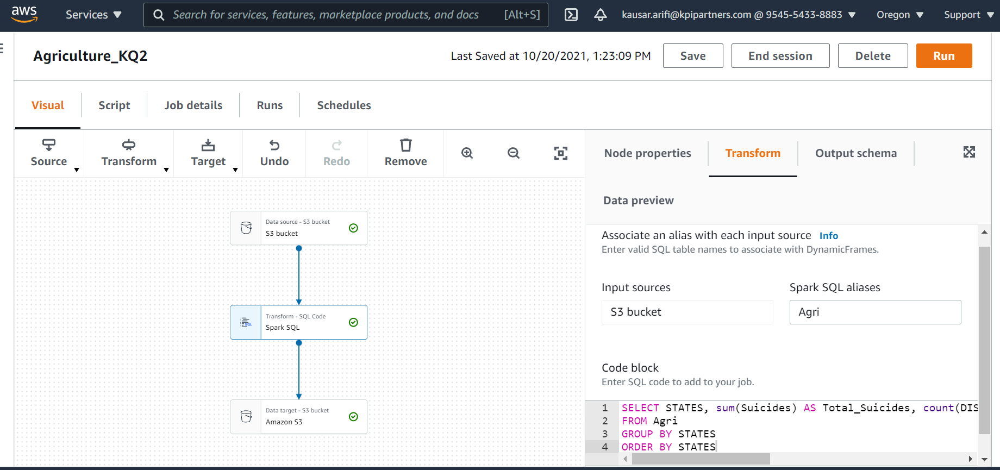 aws Services Search for services, features, marketplace products, and docs [Alt+S] kausar.arifi@kpipartners.com @ 9545-5433-8883 Oregon Support
Agriculture_KQ2 Last Saved at 10/20/2021, 1:23:09 PM Save End session Delete Run
Visual Script Job details Runs Schedules
Source Transform Target Undo Redo Remove
Node properties Transform Output schema
Data preview
Data source - S3 bucket
S3 bucket
Transform - SQL Code
Spark SQL
Data target - S3 bucket
Amazon S3
Associate an alias with each input source Info
Enter valid SQL table names to associate with DynamicFrames.
Input sources Spark SQL aliases
S3 bucket Agri
Code block
Enter SQL code to add to your job.
1 SELECT STATES, sum(Suicides) AS Total_Suicides, count(DIS
2 FROM Agri
3 GROUP BY STATES
4 ORDER BY STATES